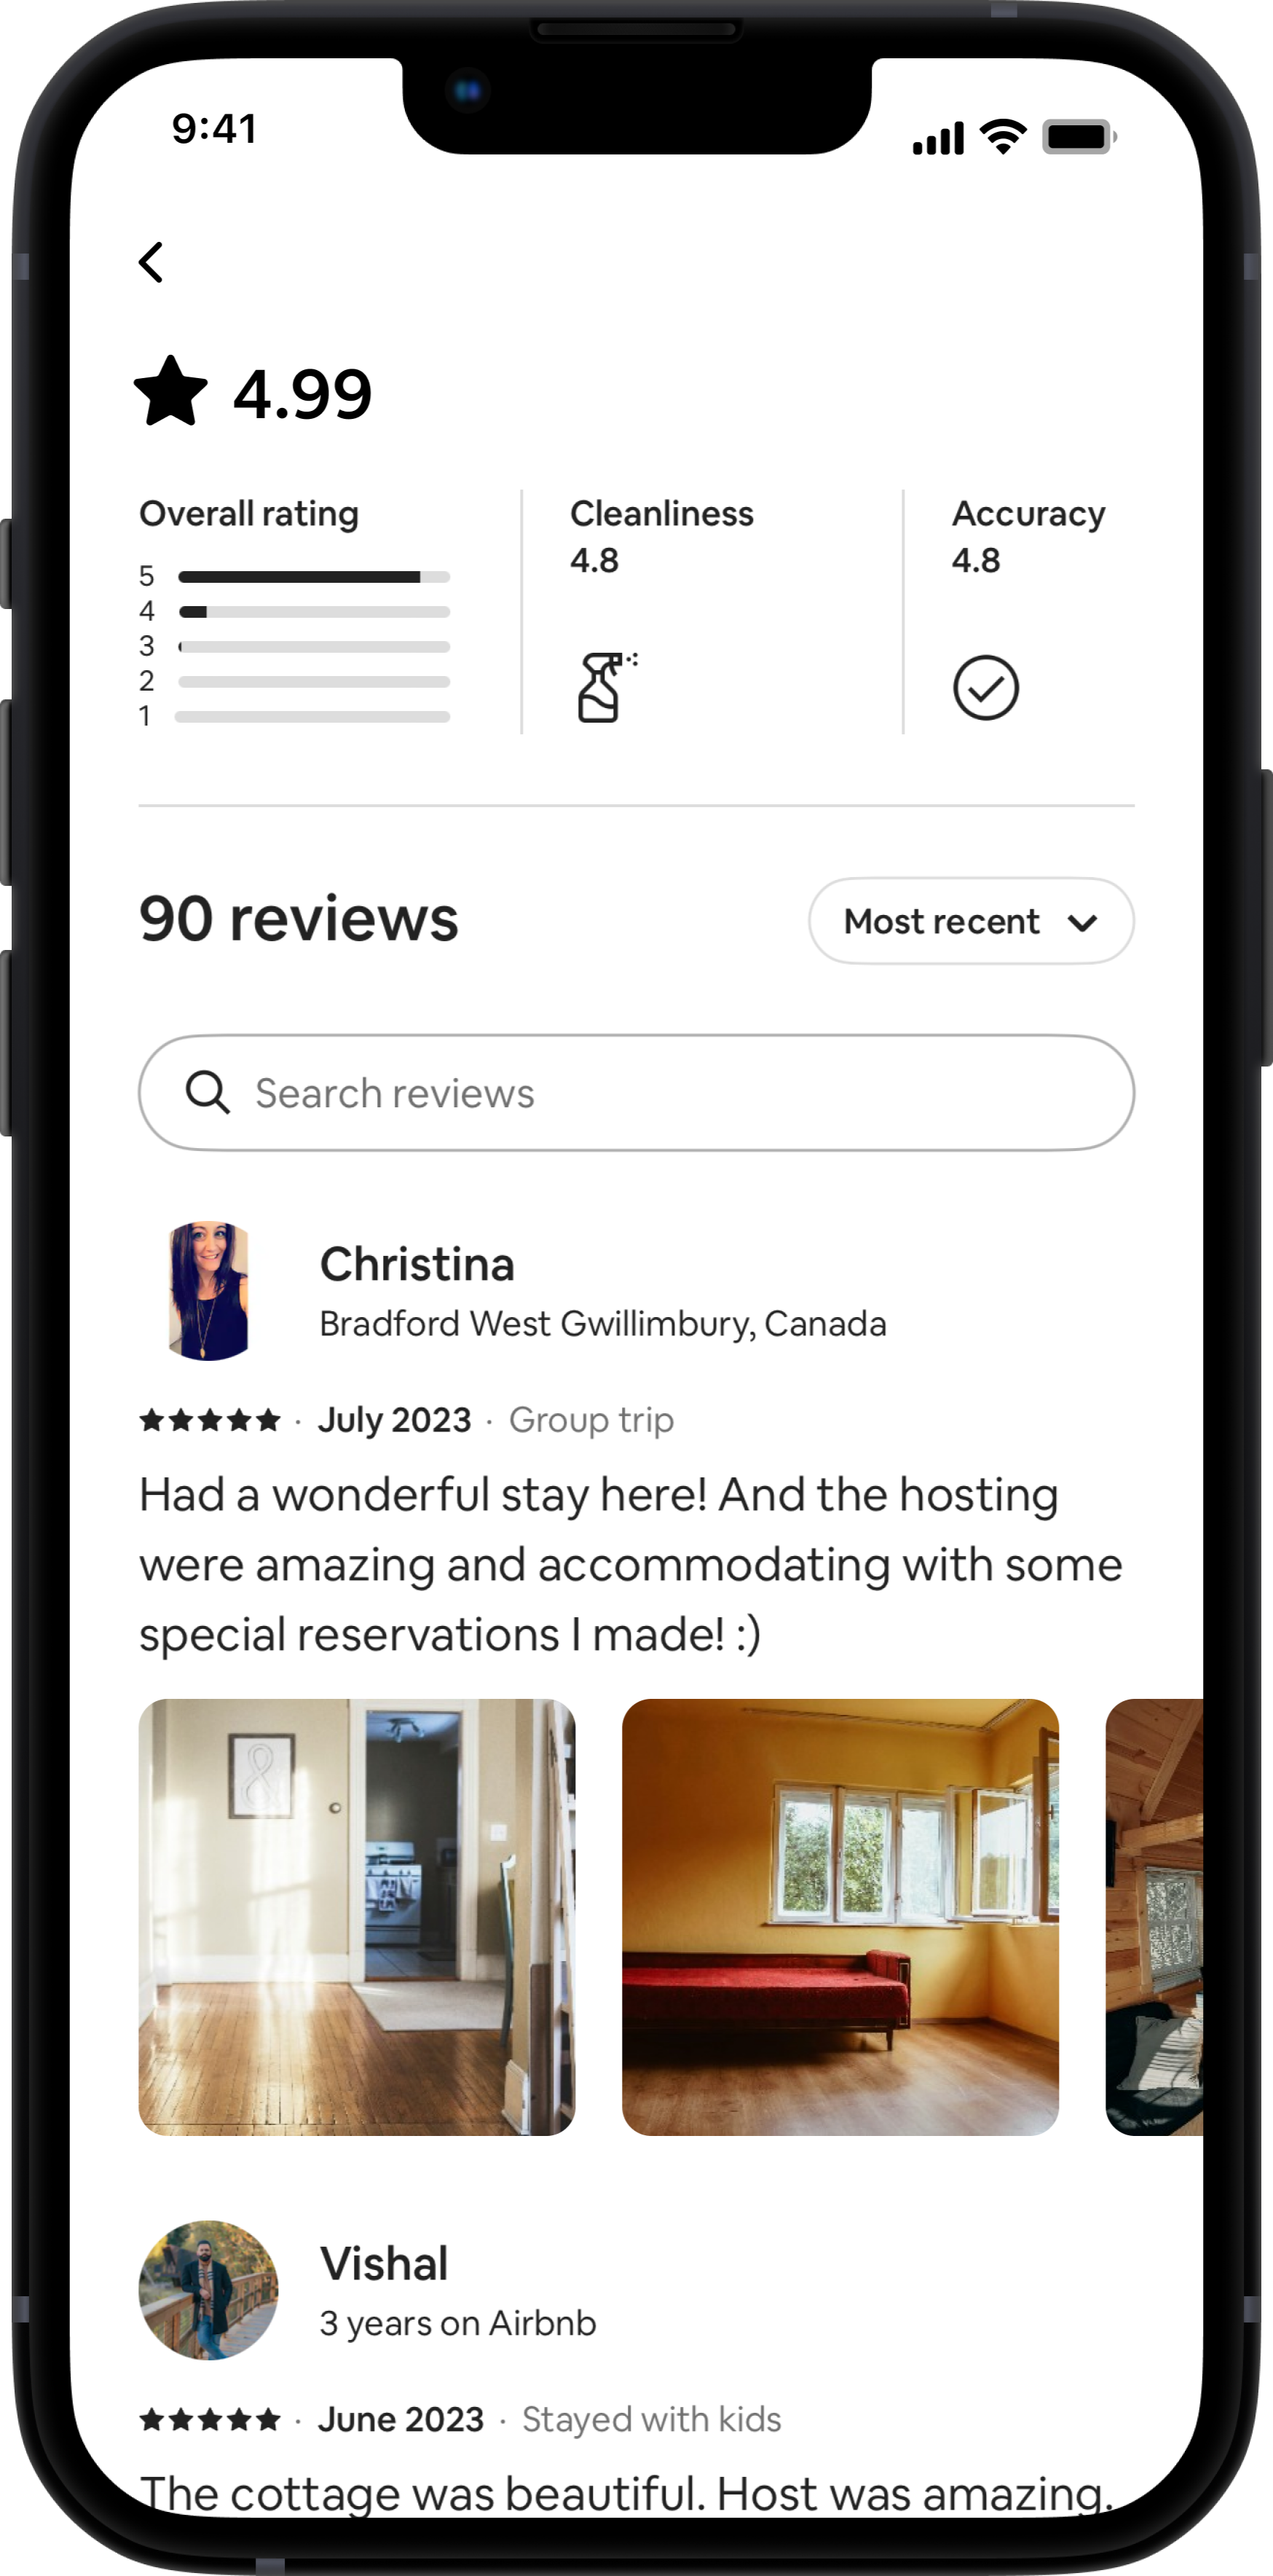 9:41
4.99
Overall rating
5
4
3
2
1
Cleanliness
4.8
Accuracy
4.8
90 reviews
Most recent
Search reviews
Christina
Bradford West Gwillimbury, Canada
· July 2023 · Group trip
Had a wonderful stay here! And the hosting
were amazing and accommodating with some
special reservations I made! :)
&
Vishal
3 years on Airbnb
· June 2023 · Stayed with kids
The cottage was beautiful. Host was amazing.